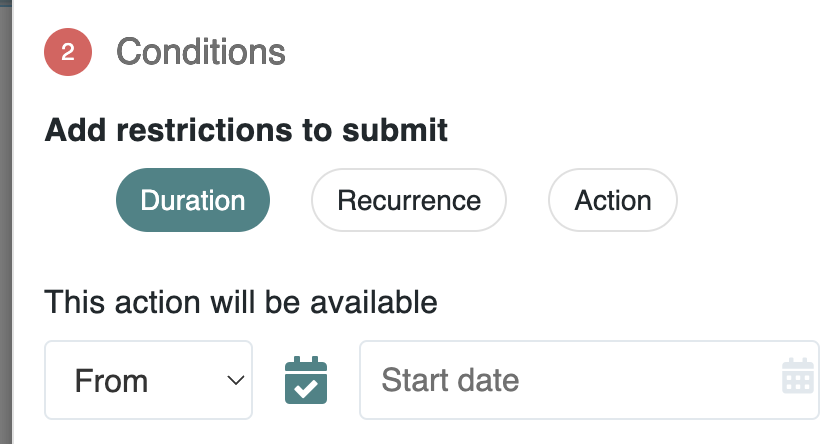 2 Conditions
Add restrictions to submit
Duration Recurrence Action
This action will be available
From Start date